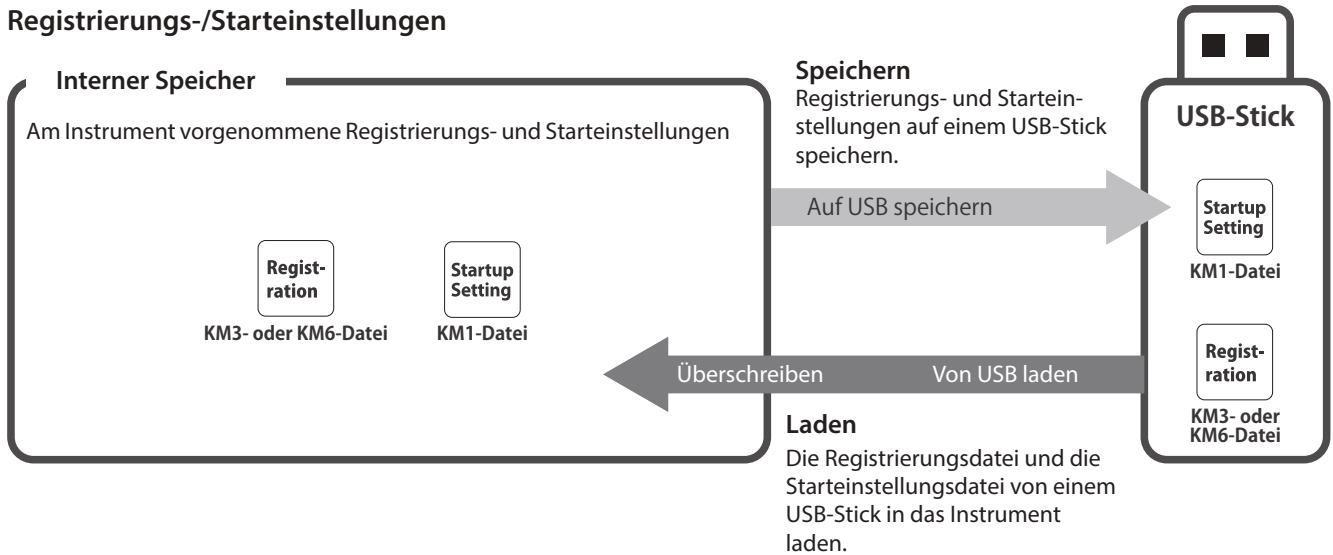 Registrierungs-/Starteinstellungen
Interner Speicher
Am Instrument vorgenommene Registrierungs- und Starteinstellungen
Regist-
ration
KM3- oder KM6-Datei
Startup
Setting
KM1-Datei
Speichern
Registrierungs- und Startein-
stellungen auf einem USB-Stick
speichern.
Auf USB speichern
Überschreiben
Von USB laden
Laden
Die Registrierungsdatei und die
Starteinstellungsdatei von einem
USB-Stick in das Instrument
laden.
USB-Stick
Startup
Setting
KM1-Datei
Regist-
ration
KM3- oder
KM6-Datei